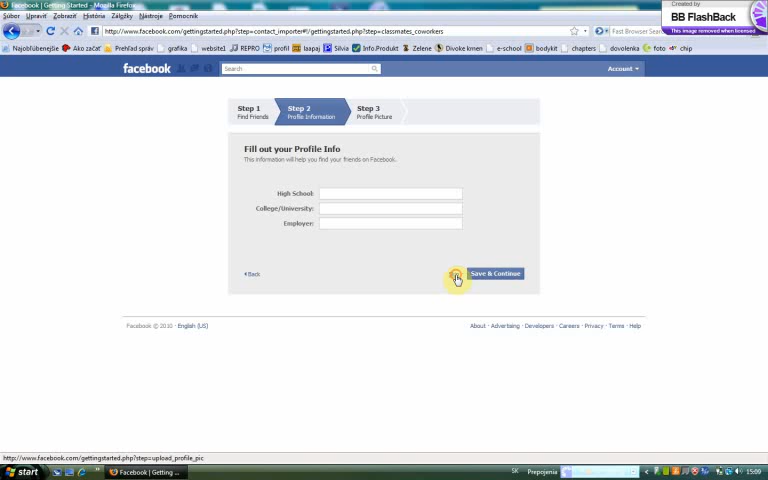 Facebook | Getting Started - Mozilla Firefox
Created by
BB FlashBack
This image removed when licensed
Súbor Upraviť Zobraziť História Záložky Nástroje Pomocník
http://www.facebook.com/gettingstarted.php?step=contact_importer#!/gettingstarted.php?step=classmates_coworkers
Free Browser Search
Najobľúbenejšie Ako začať Prehľad správ grafika website1 REPRO profil laapaj Silvia Info.Produkt Zelene Divoke kmen e-school bodykit chapters dovolenka foto chip
facebook Search Account
Step 1 Step 2 Step 3
Find Friends Profile Information Profile Picture
Fill out your Profile Info
This information will help you find your friends on Facebook.
High School:
College/University:
Employer:
Back Save & Continue
Facebook © 2010 · English (US) About · Advertising · Developers · Careers · Privacy · Terms · Help
http://www.facebook.com/gettingstarted.php?step=upload_profile_pic
start Facebook | Getting ... SK Prepojenia 15:09